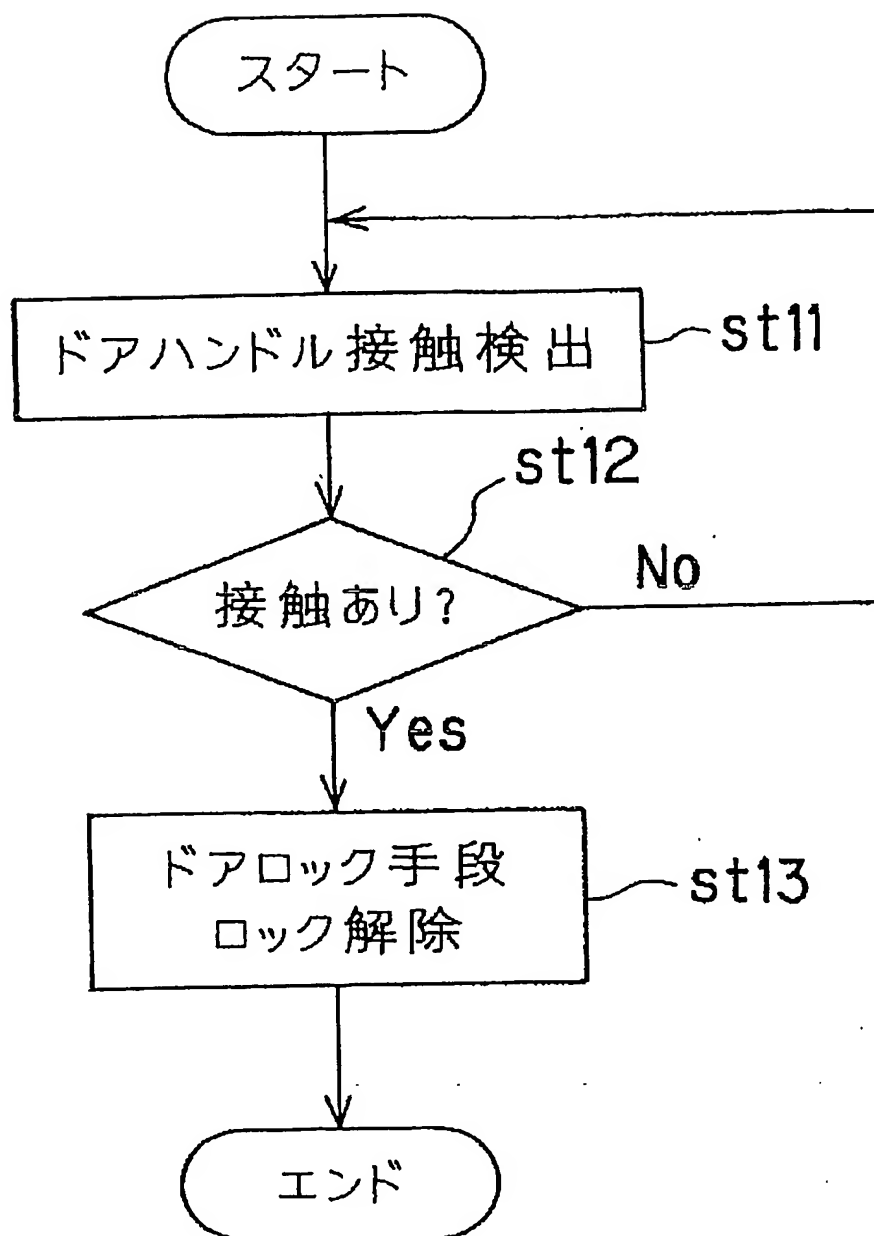 スタート
ドアハンドル接触検出
st11
st12
接触あり?
No
Yes
ドアロック手段
ロック解除
st13
エンド